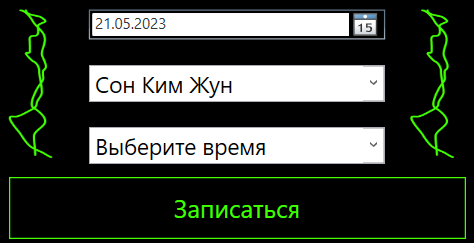 21.05.2023
15
Сон Ким Жун
Выберите время
Записаться